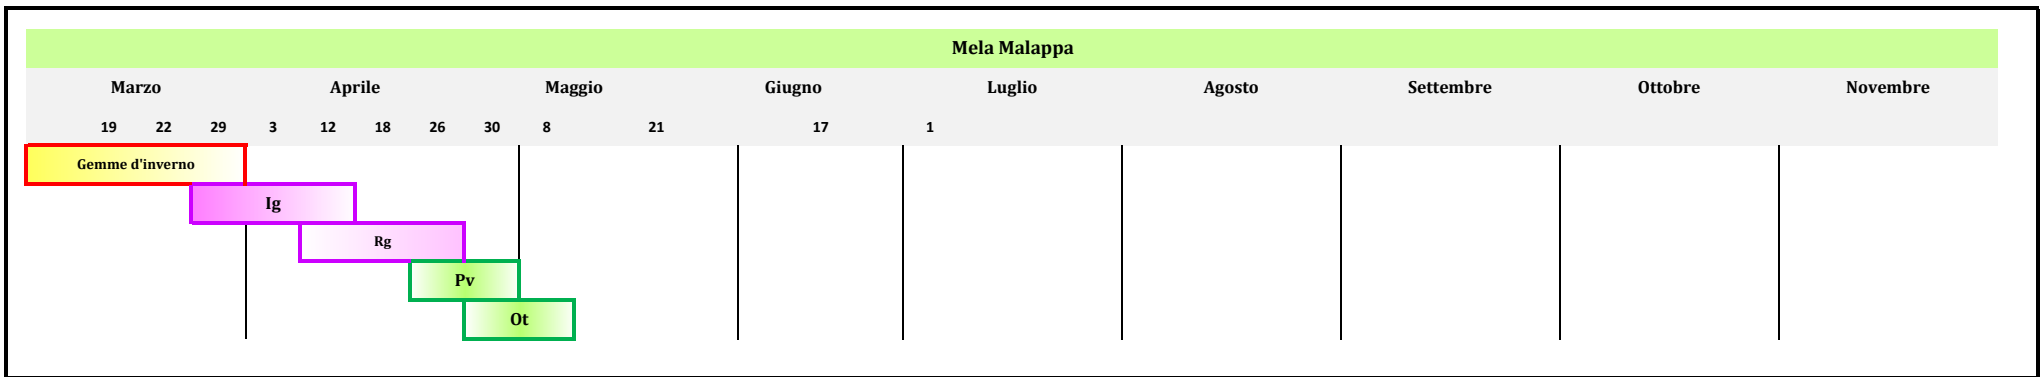 Mela Malappa
Marzo Aprile Maggio Giugno Luglio Agosto Settembre Ottobre Novembre
19 22 29 3 12 18 26 30 8 21 17 1
Gemme d'inverno
Ig
Rg
Pv
Ot